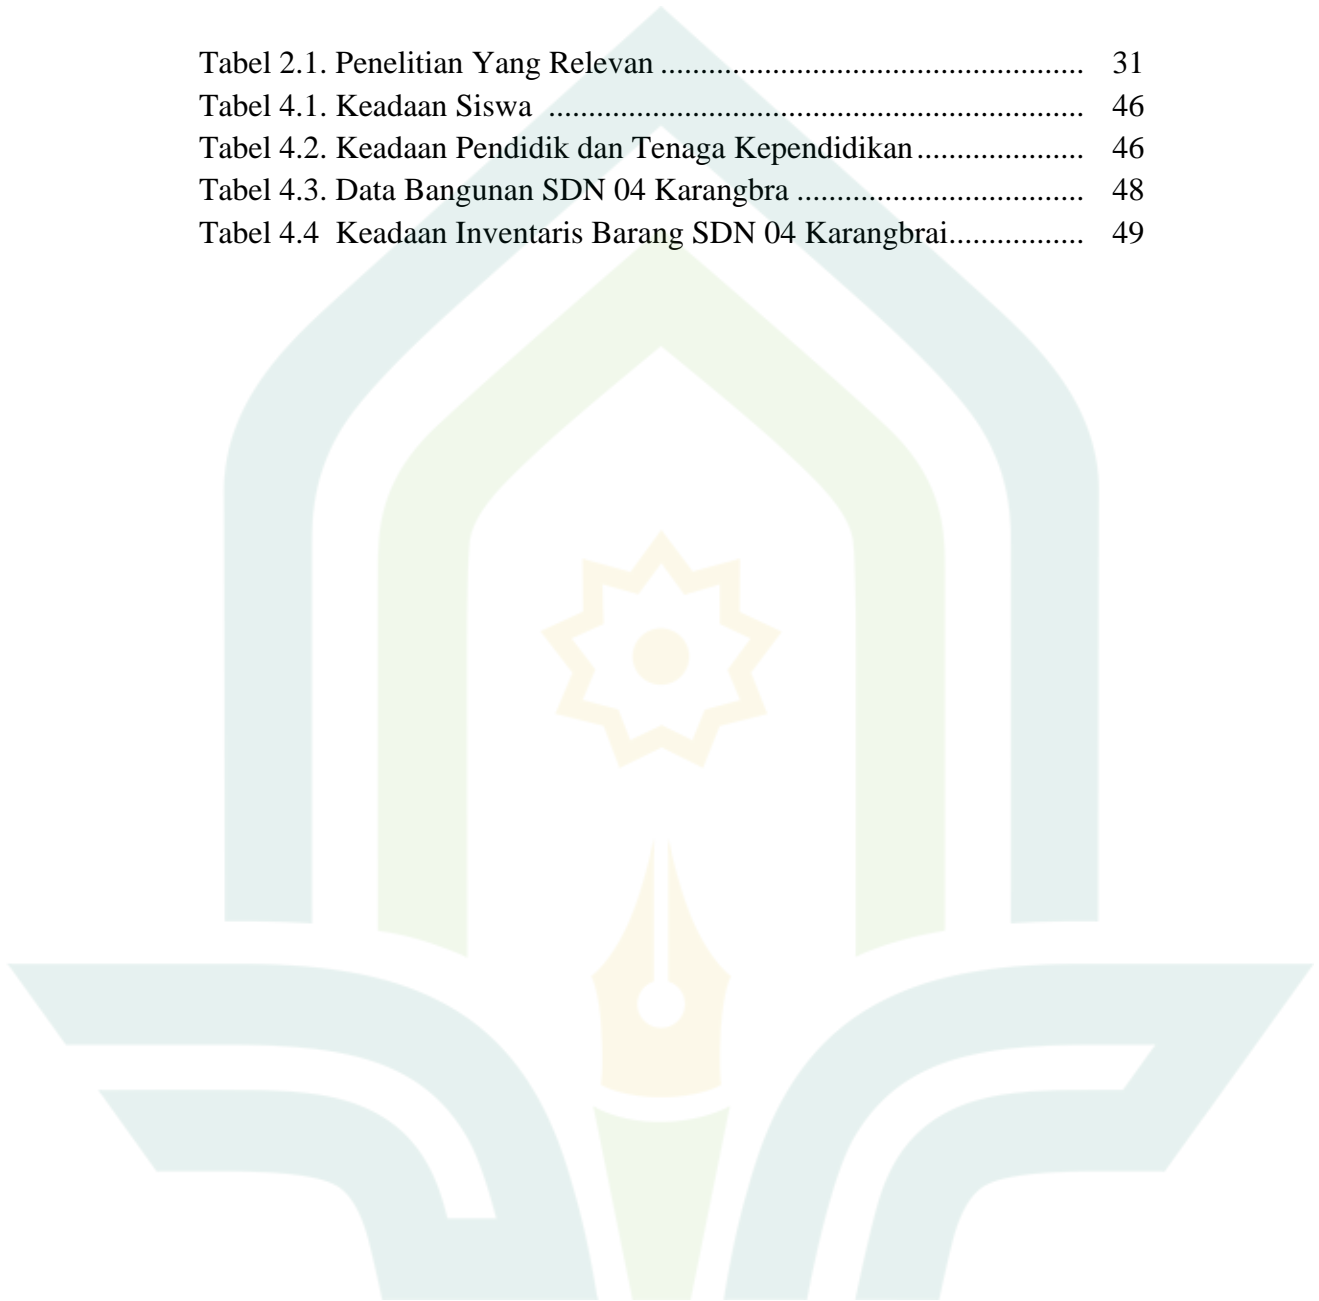 Tabel 2.1. Penelitian Yang Relevan ................................................................ 31
Tabel 4.1. Keadaan Siswa ................................................................................. 46
Tabel 4.2. Keadaan Pendidik dan Tenaga Kependidikan ......................... 46
Tabel 4.3. Data Bangunan SDN 04 Karangbra ........................................... 48
Tabel 4.4 Keadaan Inventaris Barang SDN 04 Karangbrai..................... 49